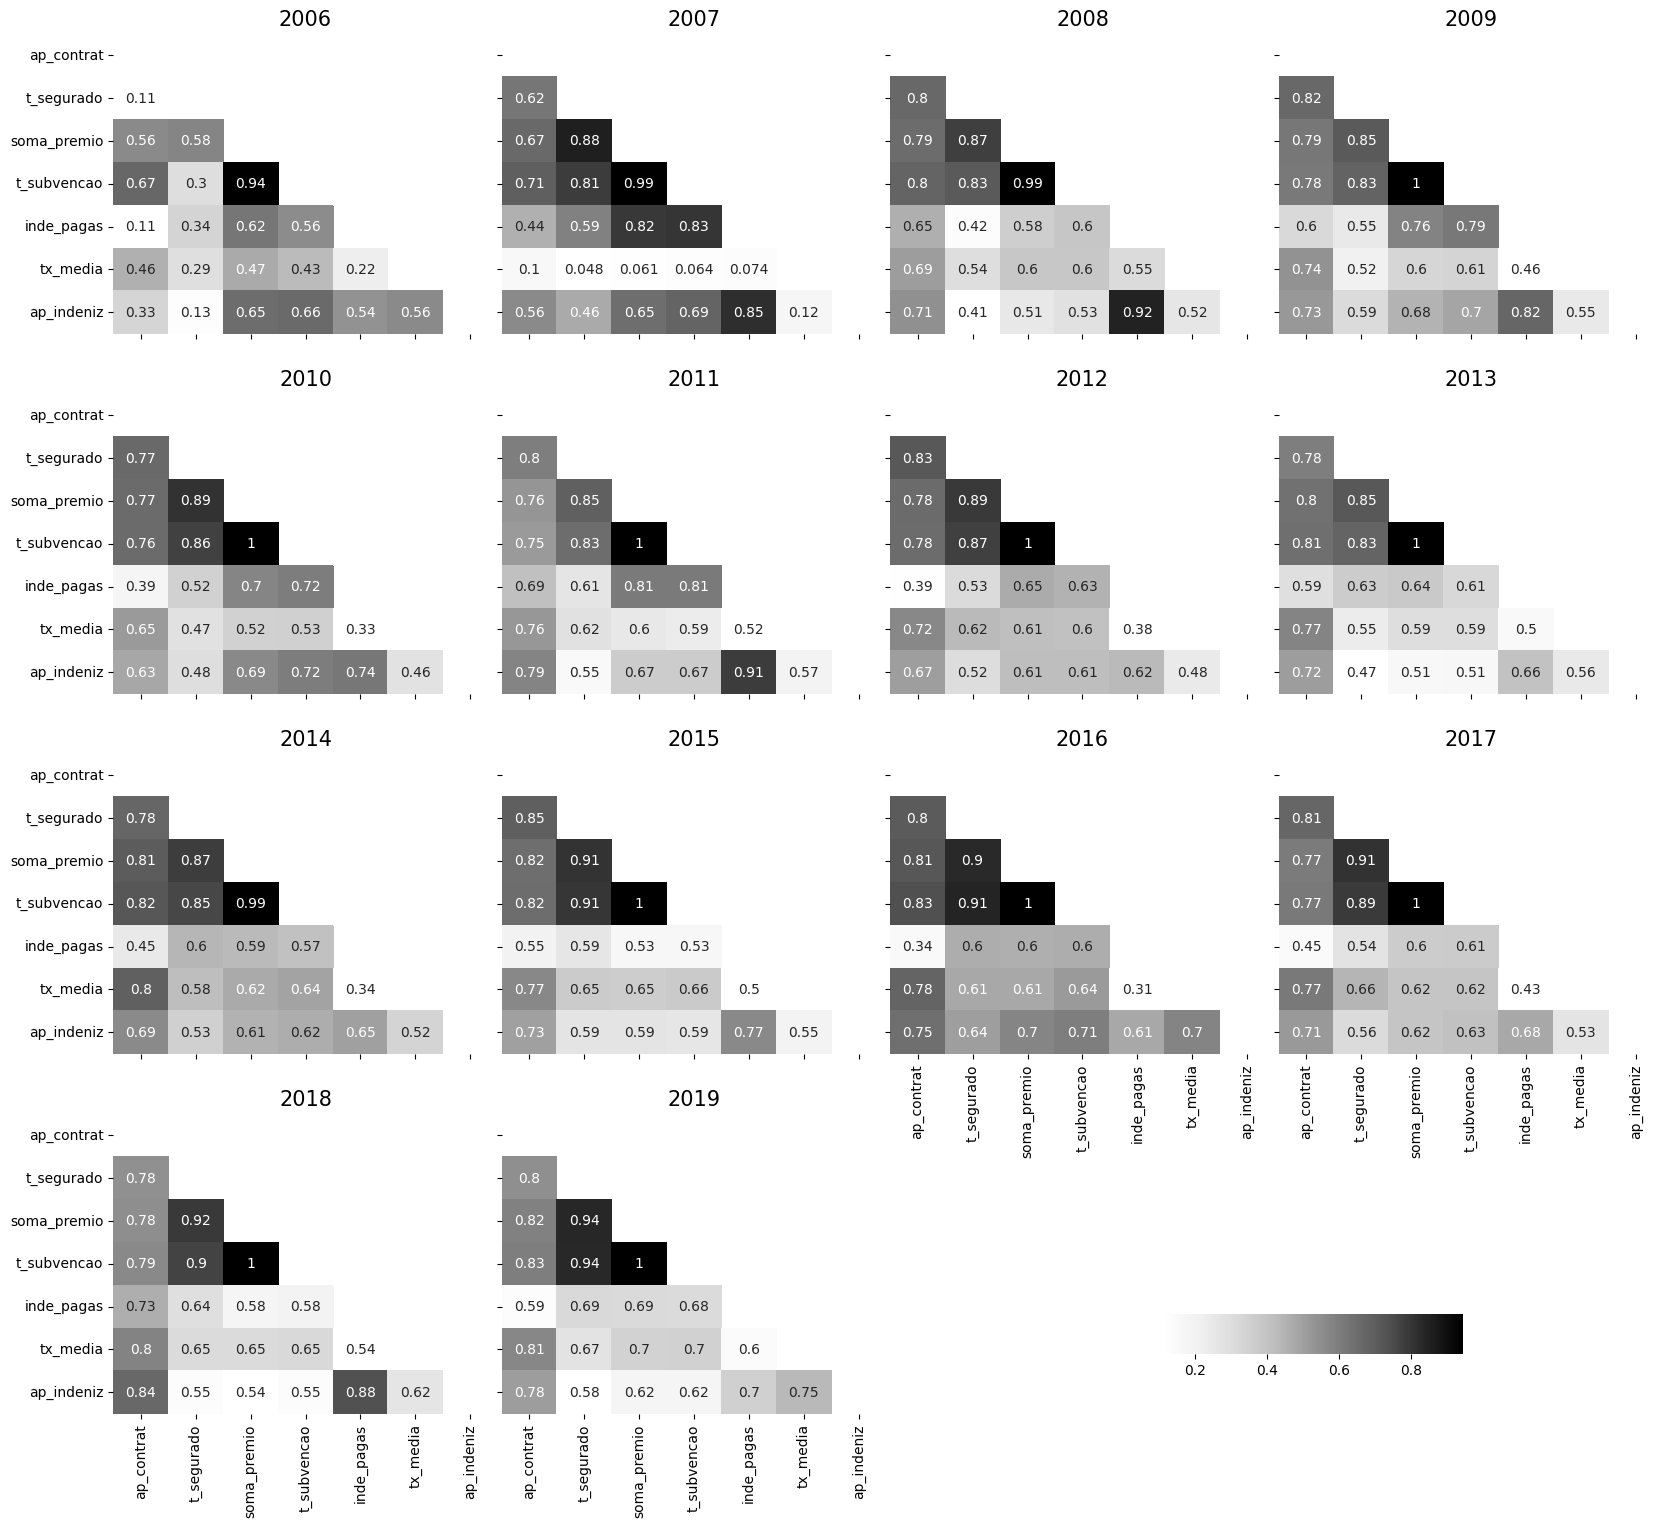 2006 2007 2008 2009
ap_contrat
t_segurado 0.11 0.62 0.8 0.82
soma_premio 0.56 0.58 0.67 0.88 0.79 0.87 0.79 0.85
t_subvencao 0.67 0.3 0.94 0.71 0.81 0.99 0.8 0.83 0.99 0.78 0.83 1
inde_pagas 0.11 0.34 0.62 0.56 0.44 0.59 0.82 0.83 0.65 0.42 0.58 0.6 0.6 0.55 0.76 0.79
tx_media 0.46 0.29 0.47 0.43 0.22 0.1 0.048 0.061 0.064 0.074 0.69 0.54 0.6 0.6 0.55 0.74 0.52 0.6 0.61 0.46
ap_indeniz 0.33 0.13 0.65 0.66 0.54 0.56 0.56 0.46 0.65 0.69 0.85 0.12 0.71 0.41 0.51 0.53 0.92 0.52 0.73 0.59 0.68 0.7 0.82 0.55
2010 2011 2012 2013
ap_contrat
t_segurado 0.77 0.8 0.83 0.78
soma_premio 0.77 0.89 0.76 0.85 0.78 0.89 0.8 0.85
t_subvencao 0.76 0.86 1 0.75 0.83 1 0.78 0.87 1 0.81 0.83 1
inde_pagas 0.39 0.52 0.7 0.72 0.69 0.61 0.81 0.81 0.39 0.53 0.65 0.63 0.59 0.63 0.64 0.61
tx_media 0.65 0.47 0.52 0.53 0.33 0.76 0.62 0.6 0.59 0.52 0.72 0.62 0.61 0.6 0.38 0.77 0.55 0.59 0.59 0.5
ap_indeniz 0.63 0.48 0.69 0.72 0.74 0.46 0.79 0.55 0.67 0.67 0.91 0.57 0.67 0.52 0.61 0.61 0.62 0.48 0.72 0.47 0.51 0.51 0.66 0.56
2014 2015 2016 2017
ap_contrat
t_segurado 0.78 0.85 0.8 0.81
soma_premio 0.81 0.87 0.82 0.91 0.81 0.9 0.77 0.91
t_subvencao 0.82 0.85 0.99 0.82 0.91 1 0.83 0.91 1 0.77 0.89 1
inde_pagas 0.45 0.6 0.59 0.57 0.55 0.59 0.53 0.53 0.34 0.6 0.6 0.6 0.45 0.54 0.6 0.61
tx_media 0.8 0.58 0.62 0.64 0.34 0.77 0.65 0.65 0.66 0.5 0.78 0.61 0.61 0.64 0.31 0.77 0.66 0.62 0.62 0.43
ap_indeniz 0.69 0.53 0.61 0.62 0.65 0.52 0.73 0.59 0.59 0.59 0.77 0.55 0.75 0.64 0.7 0.71 0.61 0.7 0.71 0.56 0.62 0.63 0.68 0.53
ap_contrat t_segurado soma_premio t_subvencao inde_pagas tx_media ap_indeniz ap_contrat t_segurado soma_premio t_subvencao inde_pagas tx_media ap_indeniz
2018 2019
ap_contrat
t_segurado 0.78 0.8
soma_premio 0.78 0.92 0.82 0.94
t_subvencao 0.79 0.9 1 0.83 0.94 1
inde_pagas 0.73 0.64 0.58 0.58 0.59 0.69 0.69 0.68
tx_media 0.8 0.65 0.65 0.65 0.54 0.81 0.67 0.7 0.7 0.6
ap_indeniz 0.84 0.55 0.54 0.55 0.88 0.62 0.78 0.58 0.62 0.62 0.7 0.75
ap_contrat t_segurado soma_premio t_subvencao inde_pagas tx_media ap_indeniz ap_contrat t_segurado soma_premio t_subvencao inde_pagas tx_media ap_indeniz
0.2 0.4 0.6 0.8